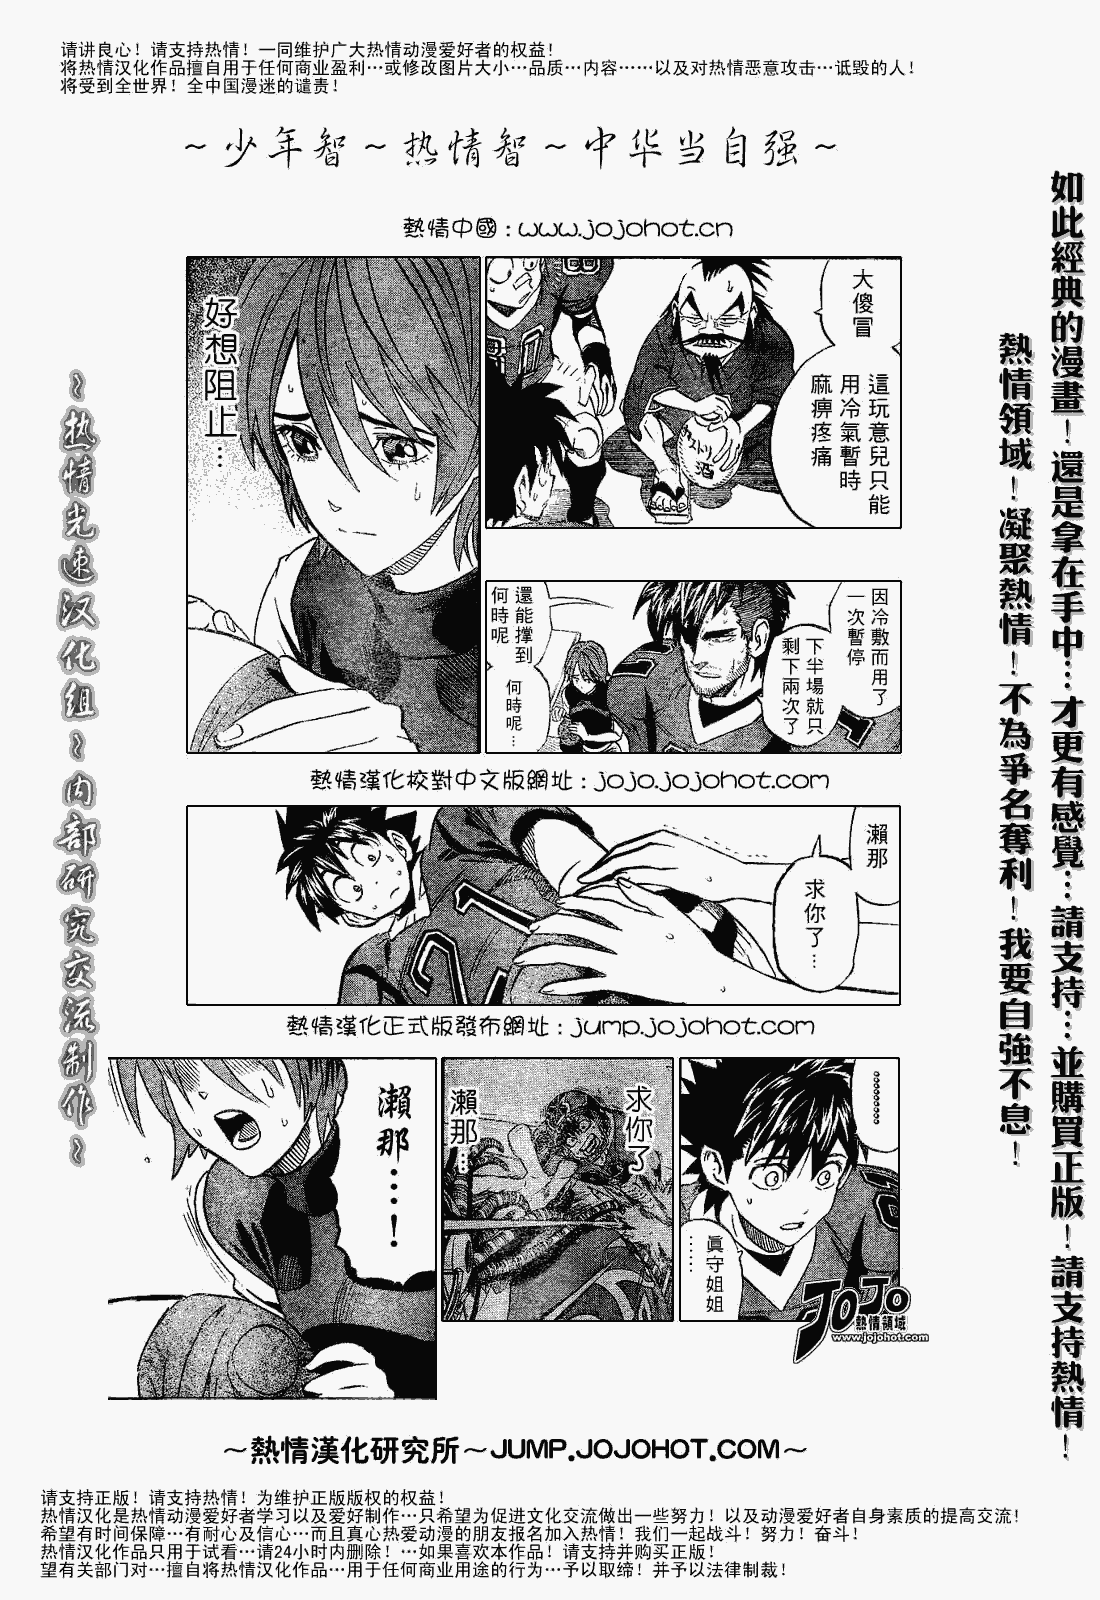 请讲良心！请支持热情！一同维护广大热情动漫爱好者的权益！
将热情汉化作品擅自用于任何商业盈利…或修改图片大小…品质…内容……以及对热情恶意攻击…诋毁的人！
将受到全世界！全中国漫迷的谴责！
～少年智～热情智～中华当自强～
熱情中國：www.jojohot.cn
如此經典的漫畫！還是拿在手中…才更有感覺…請支持…並購買正版！請支持熱情！
熱情領域！凝聚熱情！不為爭名奪利！我要自強不息！
～热情光速汉化组～内部研究交流制作～
大
傻
冒
這玩意兒只能
用冷氣暫時
麻痹疼痛
酒
好想阻止…
因冷敷而用了
一次暫停
下半場就只
剩下兩次了
還能撐到
何時呢
何時呢…
熱情漢化校對中文版網址：jojo.jojohot.com
瀨那
求你了…
21
熱情漢化正式版發布網址：jump.jojohot.com
………
真守姐姐
……
求你了
瀨那…
瀨那…！
JOJO
熱情領域
www.jojohot.com
～熱情漢化研究所～JUMP.JOJOHOT.COM～
请支持正版！请支持热情！为维护正版版权的权益！
热情汉化是热情动漫爱好者学习以及爱好制作…只希望为促进文化交流做出一些努力！以及动漫爱好者自身素质的提高交流！
希望有时间保障…有耐心及信心…而且真心热爱动漫的朋友报名加入热情！我们一起战斗！努力！奋斗！
热情汉化作品只用于试看…请24小时内删除！…如果喜欢本作品！请支持并购买正版！
望有关部门对…擅自将热情汉化作品…用于任何商业用途的行为…予以取缔！并予以法律制裁！